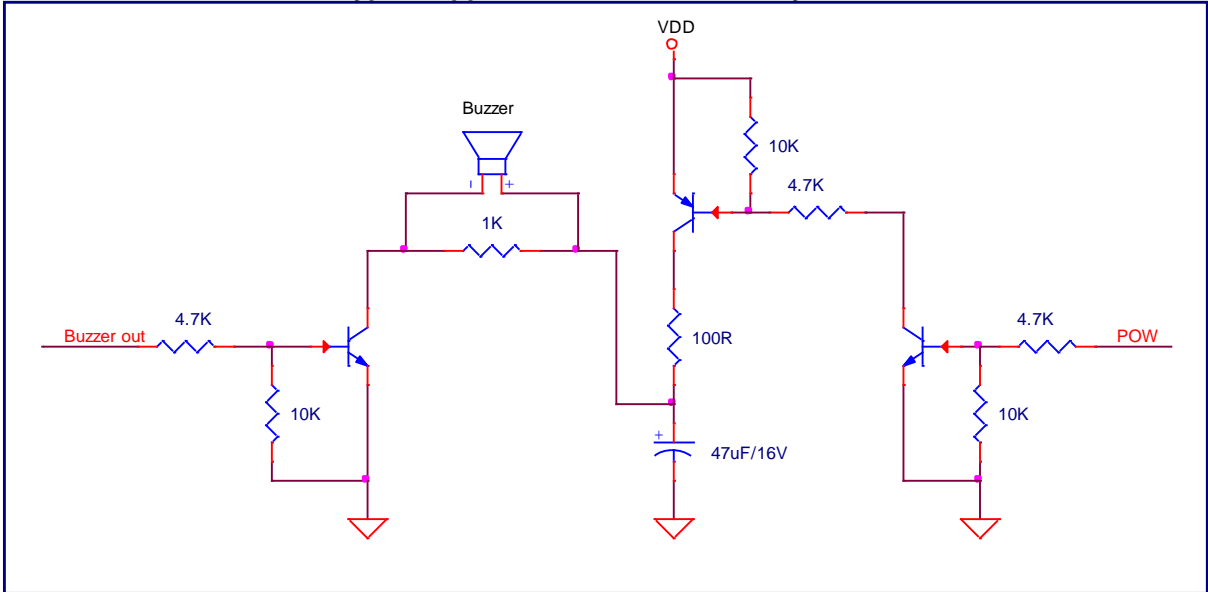 VDD
Buzzer
10K
4.7K
- +
1K
4.7K
Buzzer out
100R
4.7K
POW
10K
+
47uF/16V
10K